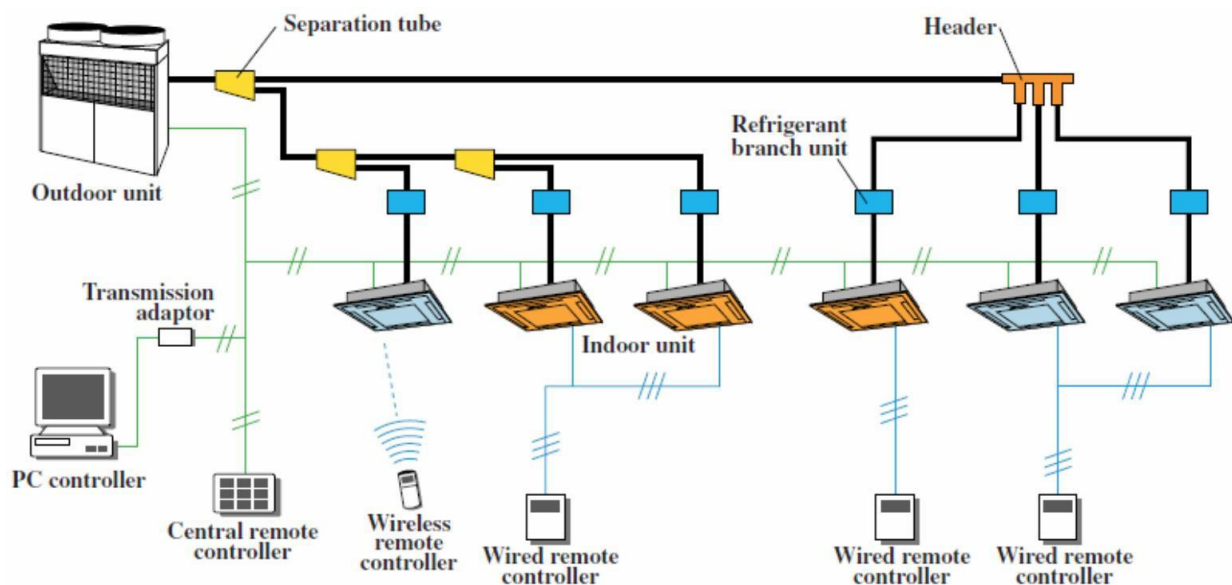 Separation tube
Header
Refrigerant
branch unit
Outdoor unit
Transmission
adaptor
Indoor unit
PC controller
Central remote
controller
Wireless
remote
controller
Wired remote
controller
Wired remote
controller
Wired remote
controller